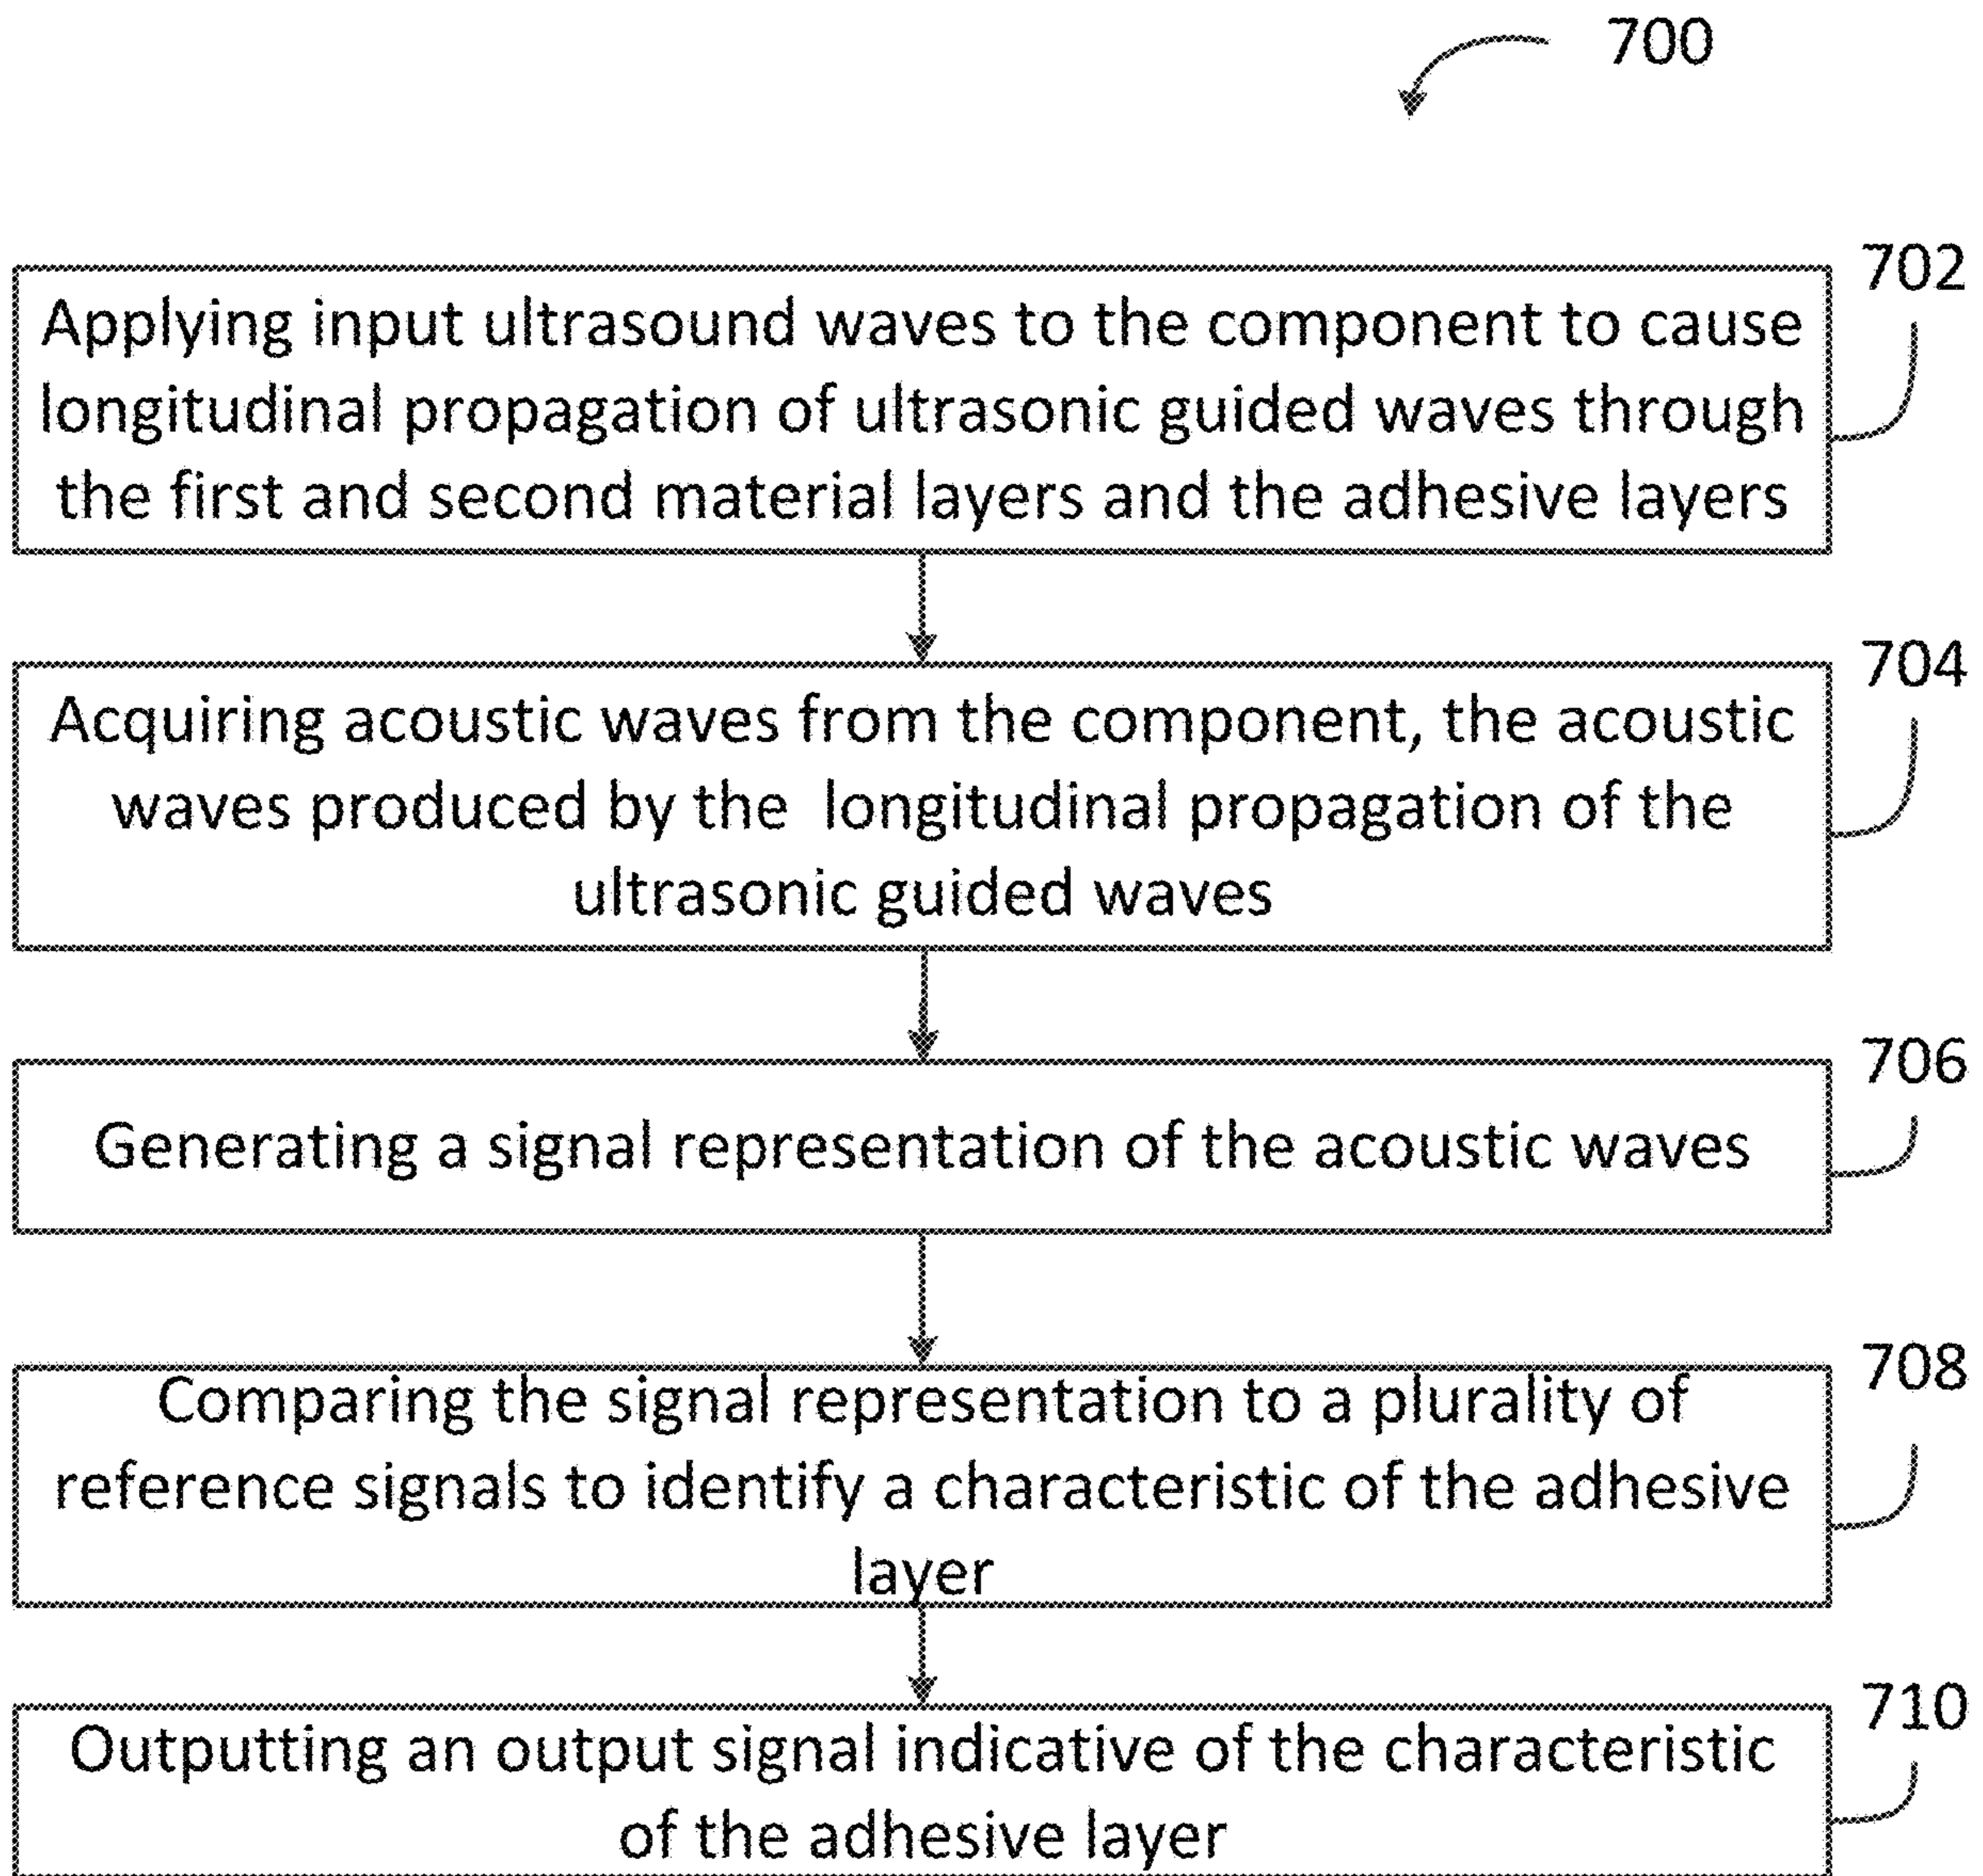 700
702
Applying input ultrasound waves to the component to cause
longitudinal propagation of ultrasonic guided waves through
the first and second material layers and the adhesive layers
704
Acquiring acoustic waves from the component, the acoustic
waves produced by the longitudinal propagation of the
ultrasonic guided waves
706
Generating a signal representation of the acoustic waves
708
Comparing the signal representation to a plurality of
reference signals to identify a characteristic of the adhesive
layer
710
Outputting an output signal indicative of the characteristic
of the adhesive layer